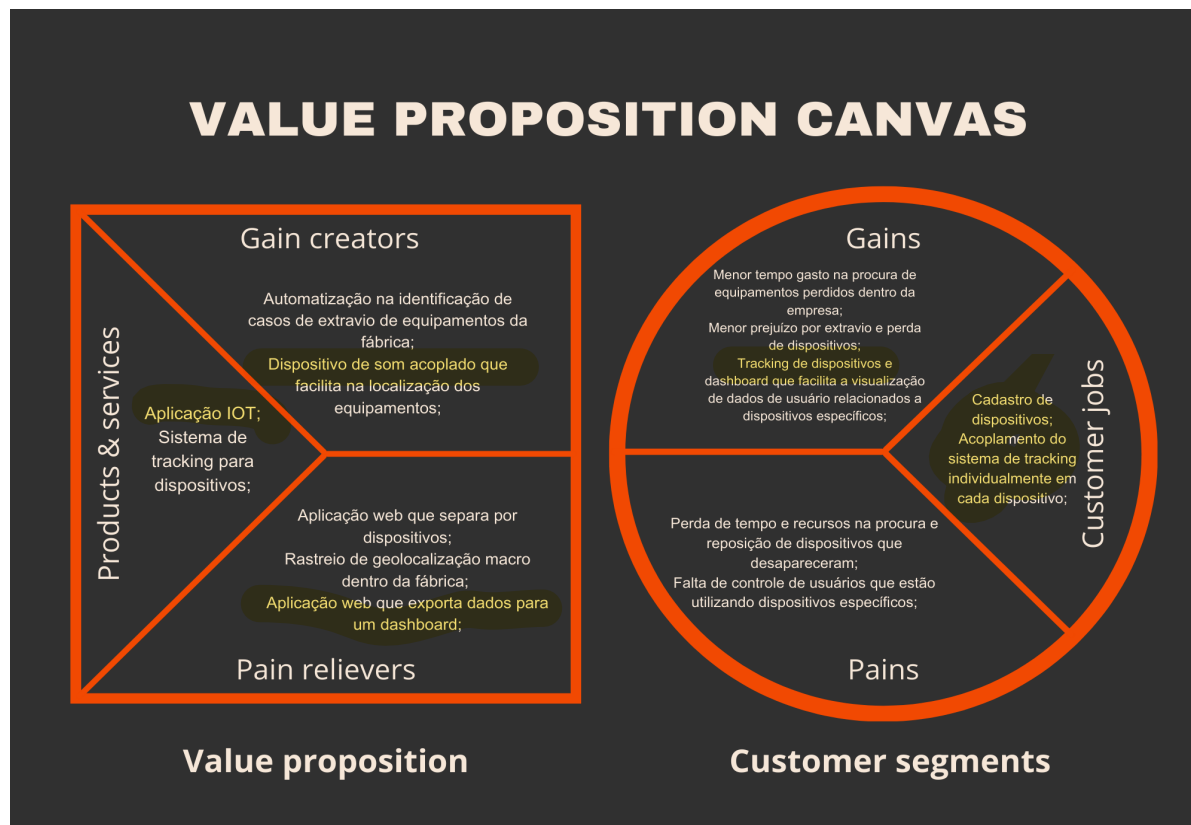 VALUE PROPOSITION CANVAS
Gain creators
Automatização na identificação de
casos de extravio de equipamentos da
fábrica;
Dispositivo de som acoplado que
facilita na localização dos
equipamentos;
Products & services
Aplicação IOT;
Sistema de
tracking para
dispositivos;
Aplicação web que separa por
dispositivos;
Rastreio de geolocalização macro
dentro da fábrica;
Aplicação web que exporta dados para
um dashboard;
Pain relievers
Value proposition
Gains
Menor tempo gasto na procura de
equipamentos perdidos dentro da
empresa;
Menor prejuízo por extravio e perda
de dispositivos;
Tracking de dispositivos e
dashboard que facilita a visualização
de dados de usuário relacionados a
dispositivos específicos;
Cadastro de
dispositivos;
Acoplamento do
sistema de tracking
individualmente em
cada dispositivo;
Customer jobs
Perda de tempo e recursos na procura e
reposição de dispositivos que
desapareceram;
Falta de controle de usuários que estão
utilizando dispositivos específicos;
Pains
Customer segments